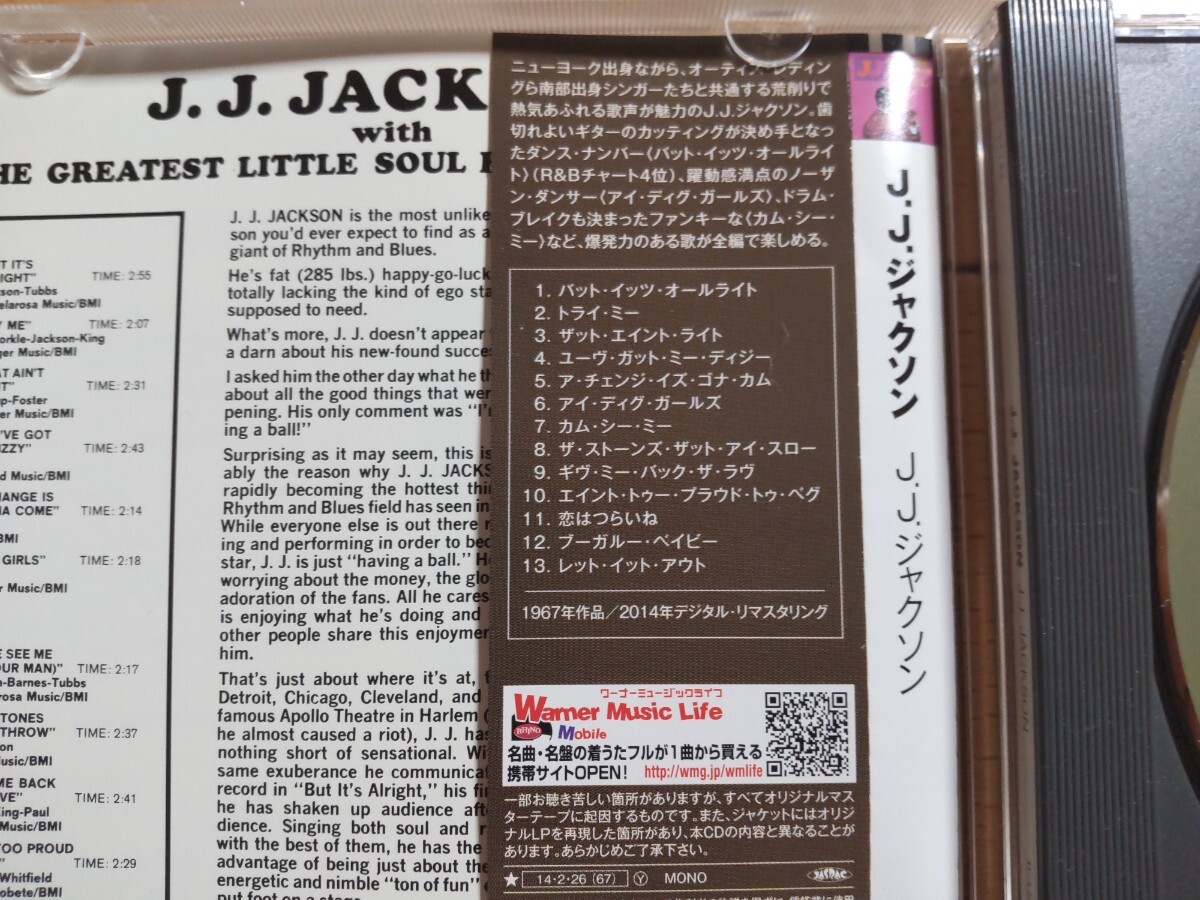 J. J. JACK
with
HE GREATEST LITTLE SOUL
T IT'S
IGHT" TIME: 2:55
son-Tubbs
elarosa Music/BMI
Y ME" TIME: 2:07
orkle-Jackson-King
ger Music/BMI
AT AIN'T
T" TIME: 2:31
p-Foster
er Music/BMI
'VE GOT
IZZY" TIME: 2:43
d Music/BMI
HANGE IS
NA COME" TIME: 2:14
BMI
GIRLS" TIME: 2:18
r Music/BMI
E SEE ME
OUR MAN)" TIME: 2:17
n-Barnes-Tubbs
rosa Music/BMI
TONES
THROW" TIME: 2:37
on
Music/BMI
ME BACK
VE" TIME: 2:41
King-Paul
Music/BMI
TOO PROUD
" TIME: 2:29
Whitfield
obete/BMI
J. J. JACKSON is the most unlike
son you'd ever expect to find as a
giant of Rhythm and Blues.
He's fat (285 lbs.) happy-go-luck
totally lacking the kind of ego sta
supposed to need.
What's more, J. J. doesn't appear
a darn about his new-found succe
I asked him the other day what he th
about all the good things that wer
pening. His only comment was "I'
ing a ball!"
Surprising as it may seem, this is
ably the reason why J. J. JACKS
rapidly becoming the hottest thi
Rhythm and Blues field has seen in
While everyone else is out there r
ing and performing in order to bec
star, J. J. is just "having a ball." He
worrying about the money, the glo
adoration of the fans. All he cares
is enjoying what he's doing and
other people share this enjoymen
him.
That's just about where it's at,
Detroit, Chicago, Cleveland, and
famous Apollo Theatre in Harlem (
he almost caused a riot), J. J. has
nothing short of sensational. Wi
same exuberance he communicat
record in "But It's Alright," his fir
he has shaken up audience afte
dience. Singing both soul and r
with the best of them, he has the
advantage of being just about the
energetic and nimble "ton of fun"
put foot on a stage.
ニューヨーク出身ながら、オーティス・レディン
グら南部出身シンガーたちと共通する荒削りで
熱気あふれる歌声が魅力のJ.J.ジャクソン。歯
切れよいギターのカッティングが決め手となっ
たダンス・ナンバー〈バット・イッツ・オールライ
ト〉(R&Bチャート4位)、躍動感満点のノーザ
ン・ダンサー〈アイ・ディグ・ガールズ〉、ドラム・
ブレイクも決まったファンキーな〈カム・シー・
ミー〉など、爆発力のある歌が全編で楽しめる。
1. バット・イッツ・オールライト
2. トライ・ミー
3. ザット・エイント・ライト
4. ユーヴ・ガット・ミー・ディジー
5. ア・チェンジ・イズ・ゴナ・カム
6. アイ・ディグ・ガールズ
7. カム・シー・ミー
8. ザ・ストーンズ・ザット・アイ・スロー
9. ギヴ・ミー・バック・ザ・ラヴ
10. エイント・トゥー・プラウド・トゥ・ベグ
11. 恋はつらいね
12. ブーガルー・ベイビー
13. レット・イット・アウト
1967年作品/2014年デジタル・リマスタリング
ワーナーミュージックライフ
Warner Music Life
RHINO Mobile
名曲・名盤の着うたフルが1曲から買える
携帯サイトOPEN! http://wmg.jp/wmlife
一部お聴き苦しい箇所がありますが、すべてオリジナルマス
ターテープに起因するものです。また、ジャケットにはオリジ
ナルLPを再現した箇所があり、本CDの内容と異なることが
あります。あらかじめご了承下さい。
★ 14・2・26 (67) Ⓨ MONO JASRAC
J.J.ジャクソン J.J.ジャクソン